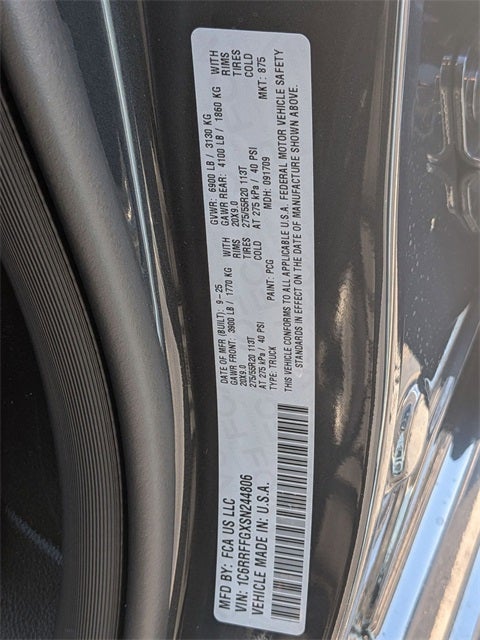 MFD BY: FCA US LLC
VIN: 1C6RRFFGXSN244806
VEHICLE MADE IN: U.S.A.
DATE OF MFR (BUILT): 9-25
GAWR FRONT: 3900 LB / 1770 KG WITH
20X9.0 RIMS
275/55R20 113T TIRES
AT 275 kPa / 40 PSI COLD
TYPE: TRUCK PAINT: PCG
GVWR: 6900 LB / 3130 KG
GAWR REAR: 4100 LB / 1860 KG WITH
20X9.0 RIMS
275/55R20 113T TIRES
AT 275 kPa / 40 PSI COLD
MDH: 091709 MKT: 875
THIS VEHICLE CONFORMS TO ALL APPLICABLE U.S.A. FEDERAL MOTOR VEHICLE SAFETY
STANDARDS IN EFFECT ON THE DATE OF MANUFACTURE SHOWN ABOVE.